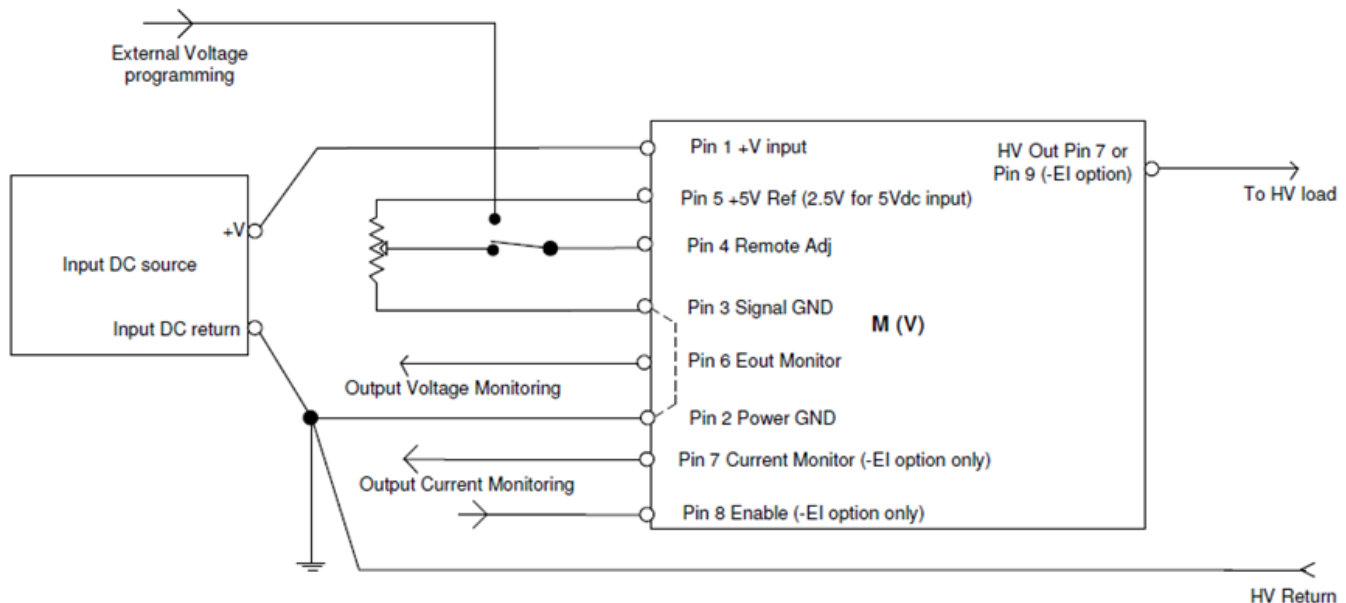 External Voltage
programming
+V
Input DC source
Input DC return
Pin 1 +V input
Pin 5 +5V Ref (2.5V for 5Vdc input)
Pin 4 Remote Adj
Pin 3 Signal GND
M (V)
Pin 6 Eout Monitor
Output Voltage Monitoring
Pin 2 Power GND
Pin 7 Current Monitor (-EI option only)
Output Current Monitoring
Pin 8 Enable (-EI option only)
HV Out Pin 7 or
Pin 9 (-EI option)
To HV load
HV Return